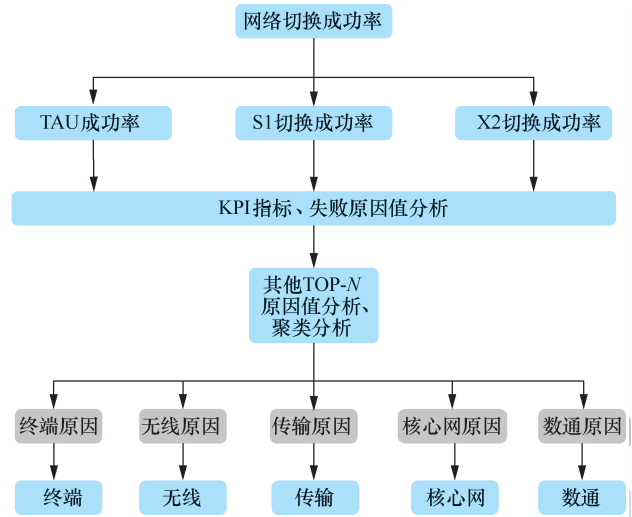 网络切换成功率
TAU成功率
S1切换成功率
X2切换成功率
KPI指标、失败原因值分析
其他TOP-N
原因值分析、
聚类分析
终端原因
无线原因
传输原因
核心网原因
数通原因
终端
无线
传输
核心网
数通